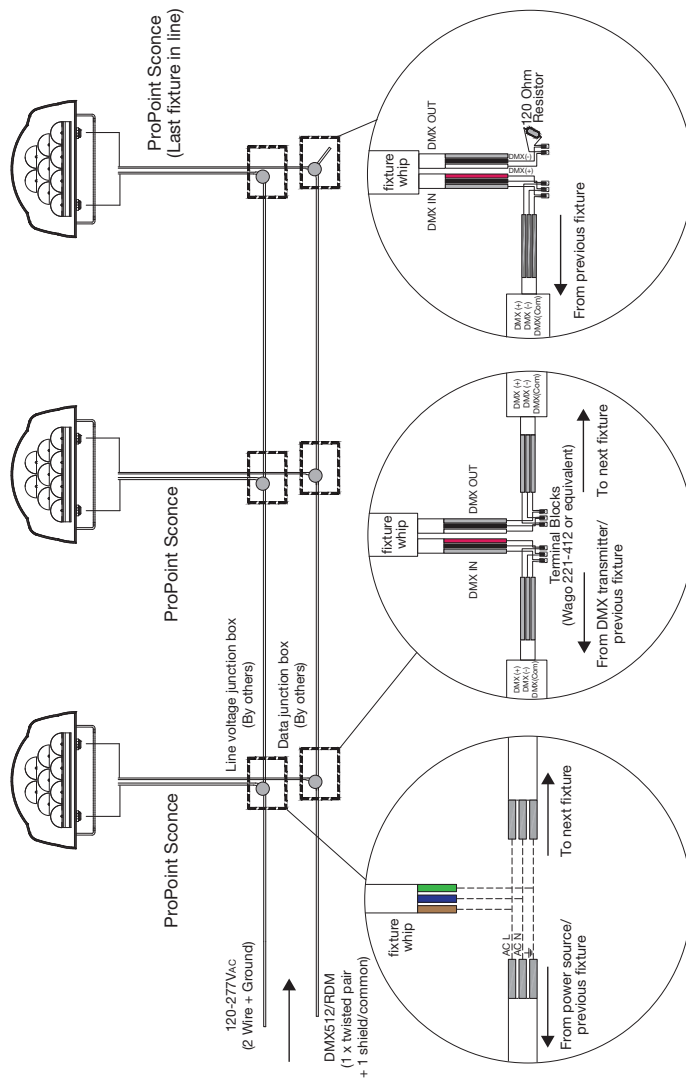 ProPoint Sconce
ProPoint Sconce
ProPoint Sconce
(Last fixture in line)
120-277VAC
(2 Wire + Ground)
Line voltage junction box
(By others)
DMX512/RDM
(1 x twisted pair
+ 1 shield/common)
Data junction box
(By others)
fixture
whip
AC L
AC N
From power source/
previous fixture
To next fixture
fixture
whip
DMX IN
DMX OUT
DMX (+)
DMX (-)
DMX(Com)
DMX (+)
DMX (-)
DMX(Com)
Terminal Blocks
(Wago 221-412 or equivalent)
From DMX transmitter/
previous fixture
To next fixture
fixture
whip
DMX IN
DMX OUT
DMX(+)
DMX(-)
120 Ohm
Resistor
DMX (+)
DMX (-)
DMX(Com)
From previous fixture